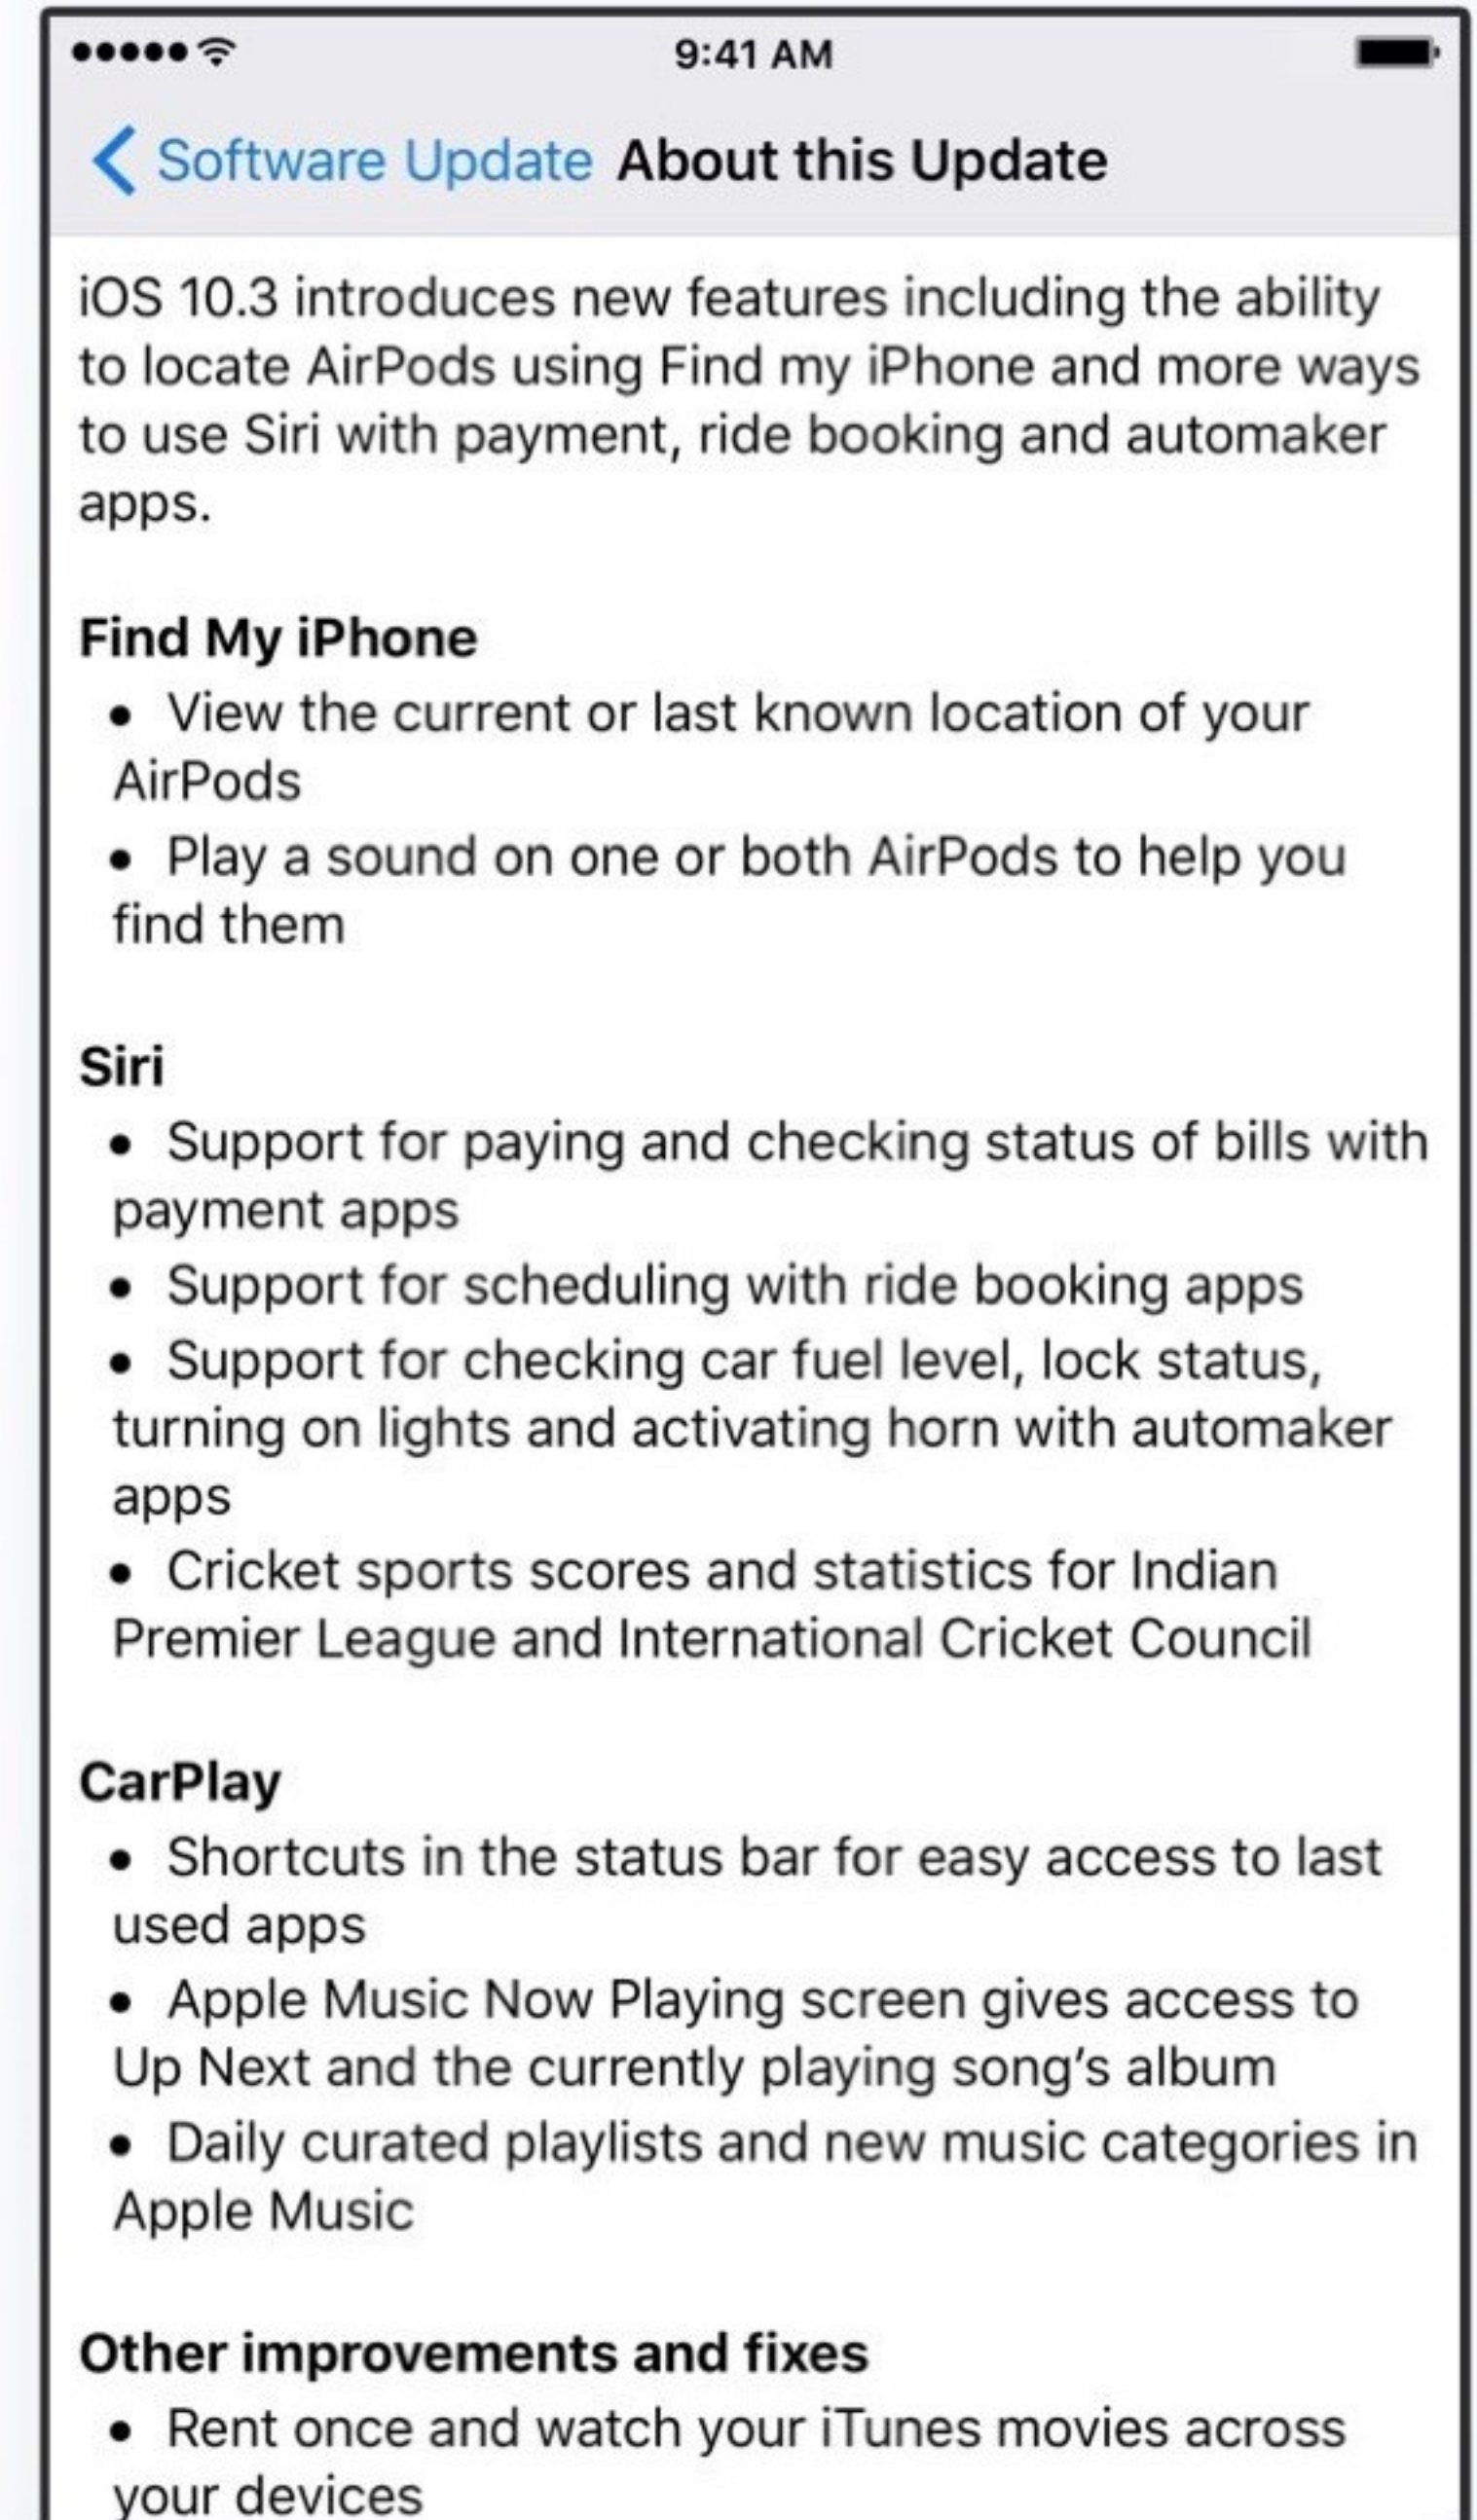 9:41 AM
Software Update About this Update
iOS 10.3 introduces new features including the ability
to locate AirPods using Find my iPhone and more ways
to use Siri with payment, ride booking and automaker
apps.
Find My iPhone
• View the current or last known location of your
AirPods
• Play a sound on one or both AirPods to help you
find them
Siri
• Support for paying and checking status of bills with
payment apps
• Support for scheduling with ride booking apps
• Support for checking car fuel level, lock status,
turning on lights and activating horn with automaker
apps
• Cricket sports scores and statistics for Indian
Premier League and International Cricket Council
CarPlay
• Shortcuts in the status bar for easy access to last
used apps
• Apple Music Now Playing screen gives access to
Up Next and the currently playing song’s album
• Daily curated playlists and new music categories in
Apple Music
Other improvements and fixes
• Rent once and watch your iTunes movies across
your devices